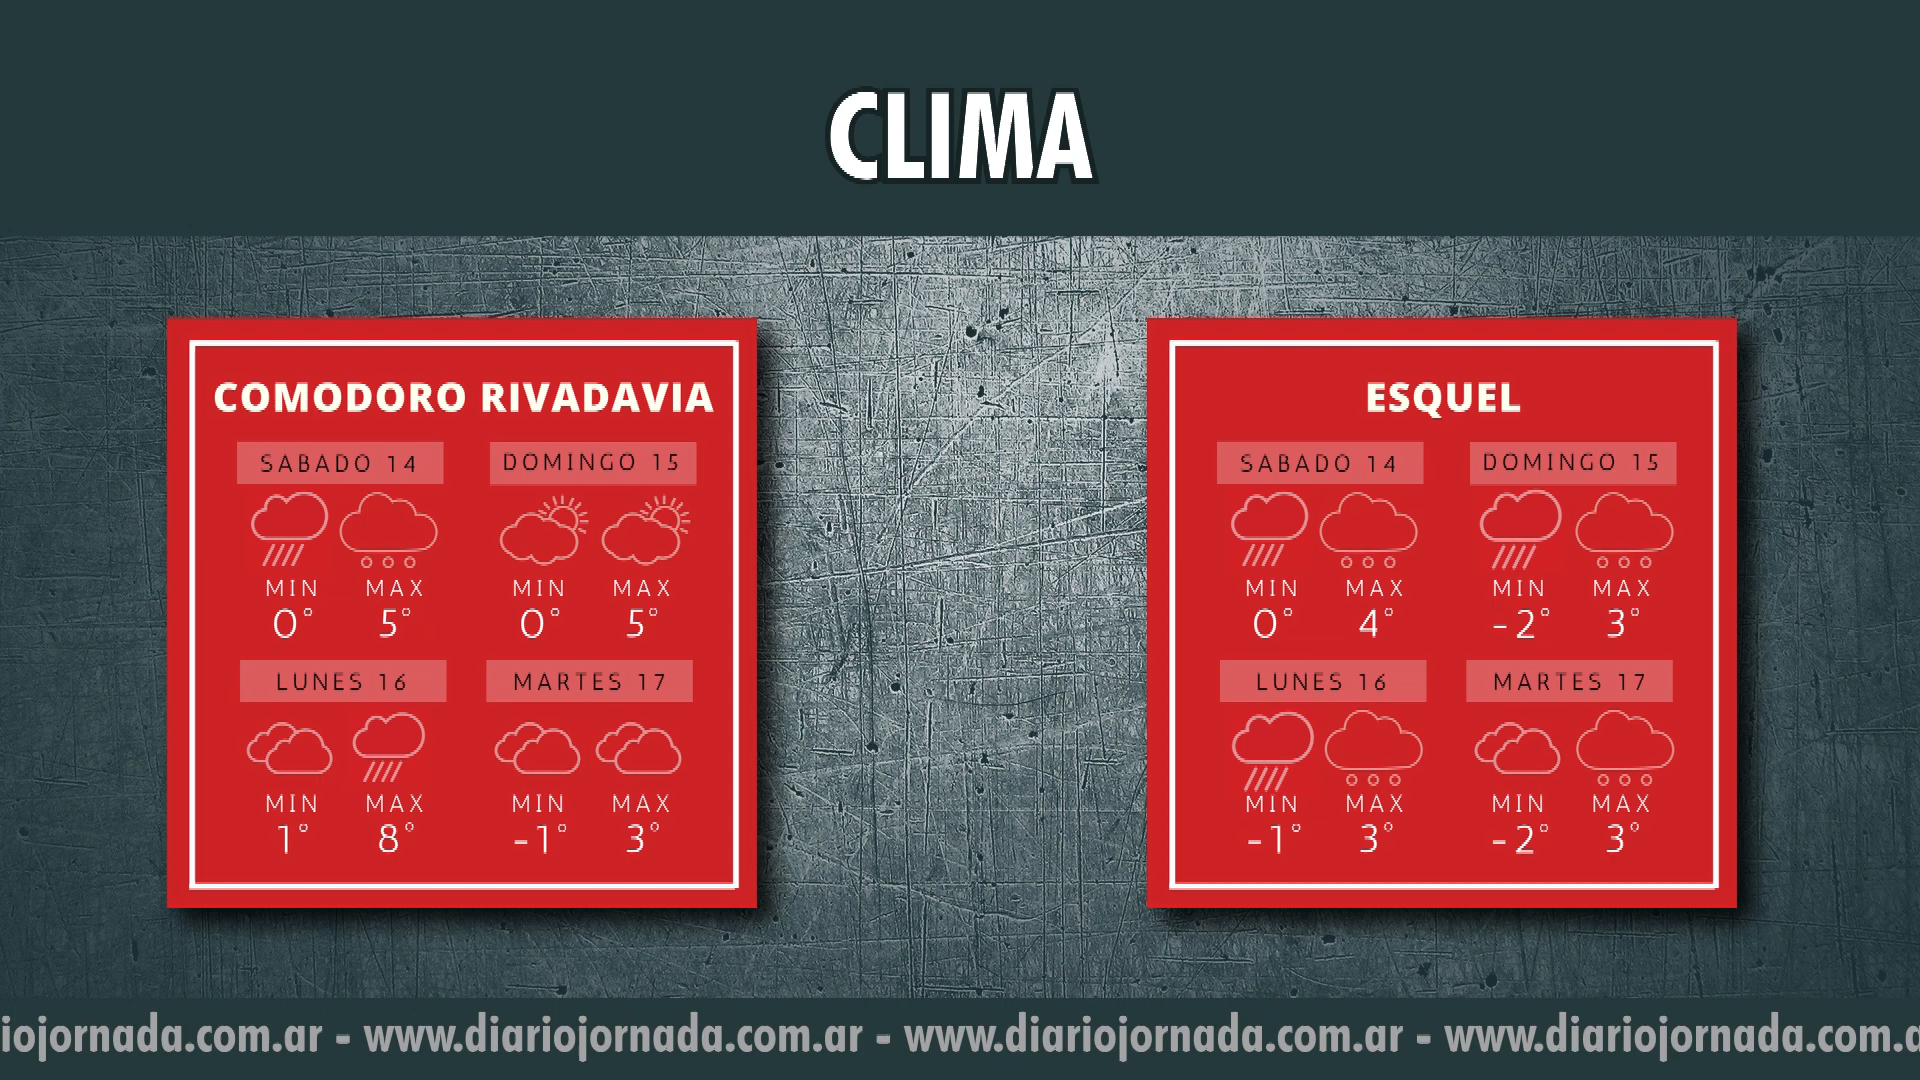 CLIMA
COMODORO RIVADAVIA
SABADO 14
DOMINGO 15
MIN MAX
0° 5°
MIN MAX
0° 5°
LUNES 16
MARTES 17
MIN MAX
1° 8°
MIN MAX
-1° 3°
ESQUEL
SABADO 14
DOMINGO 15
MIN MAX
0° 4°
MIN MAX
-2° 3°
LUNES 16
MARTES 17
MIN MAX
-1° 3°
MIN MAX
-2° 3°
iojornada.com.ar - www.diariojornada.com.ar - www.diariojornada.com.ar - www.diariojornada.com.a